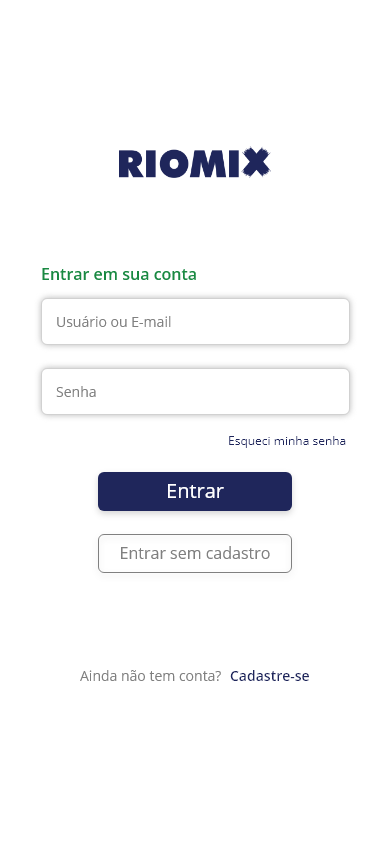 RIOMIX
Entrar em sua conta
Usuário ou E-mail
Senha
Esqueci minha senha
Entrar
Entrar sem cadastro
Ainda não tem conta? Cadastre-se